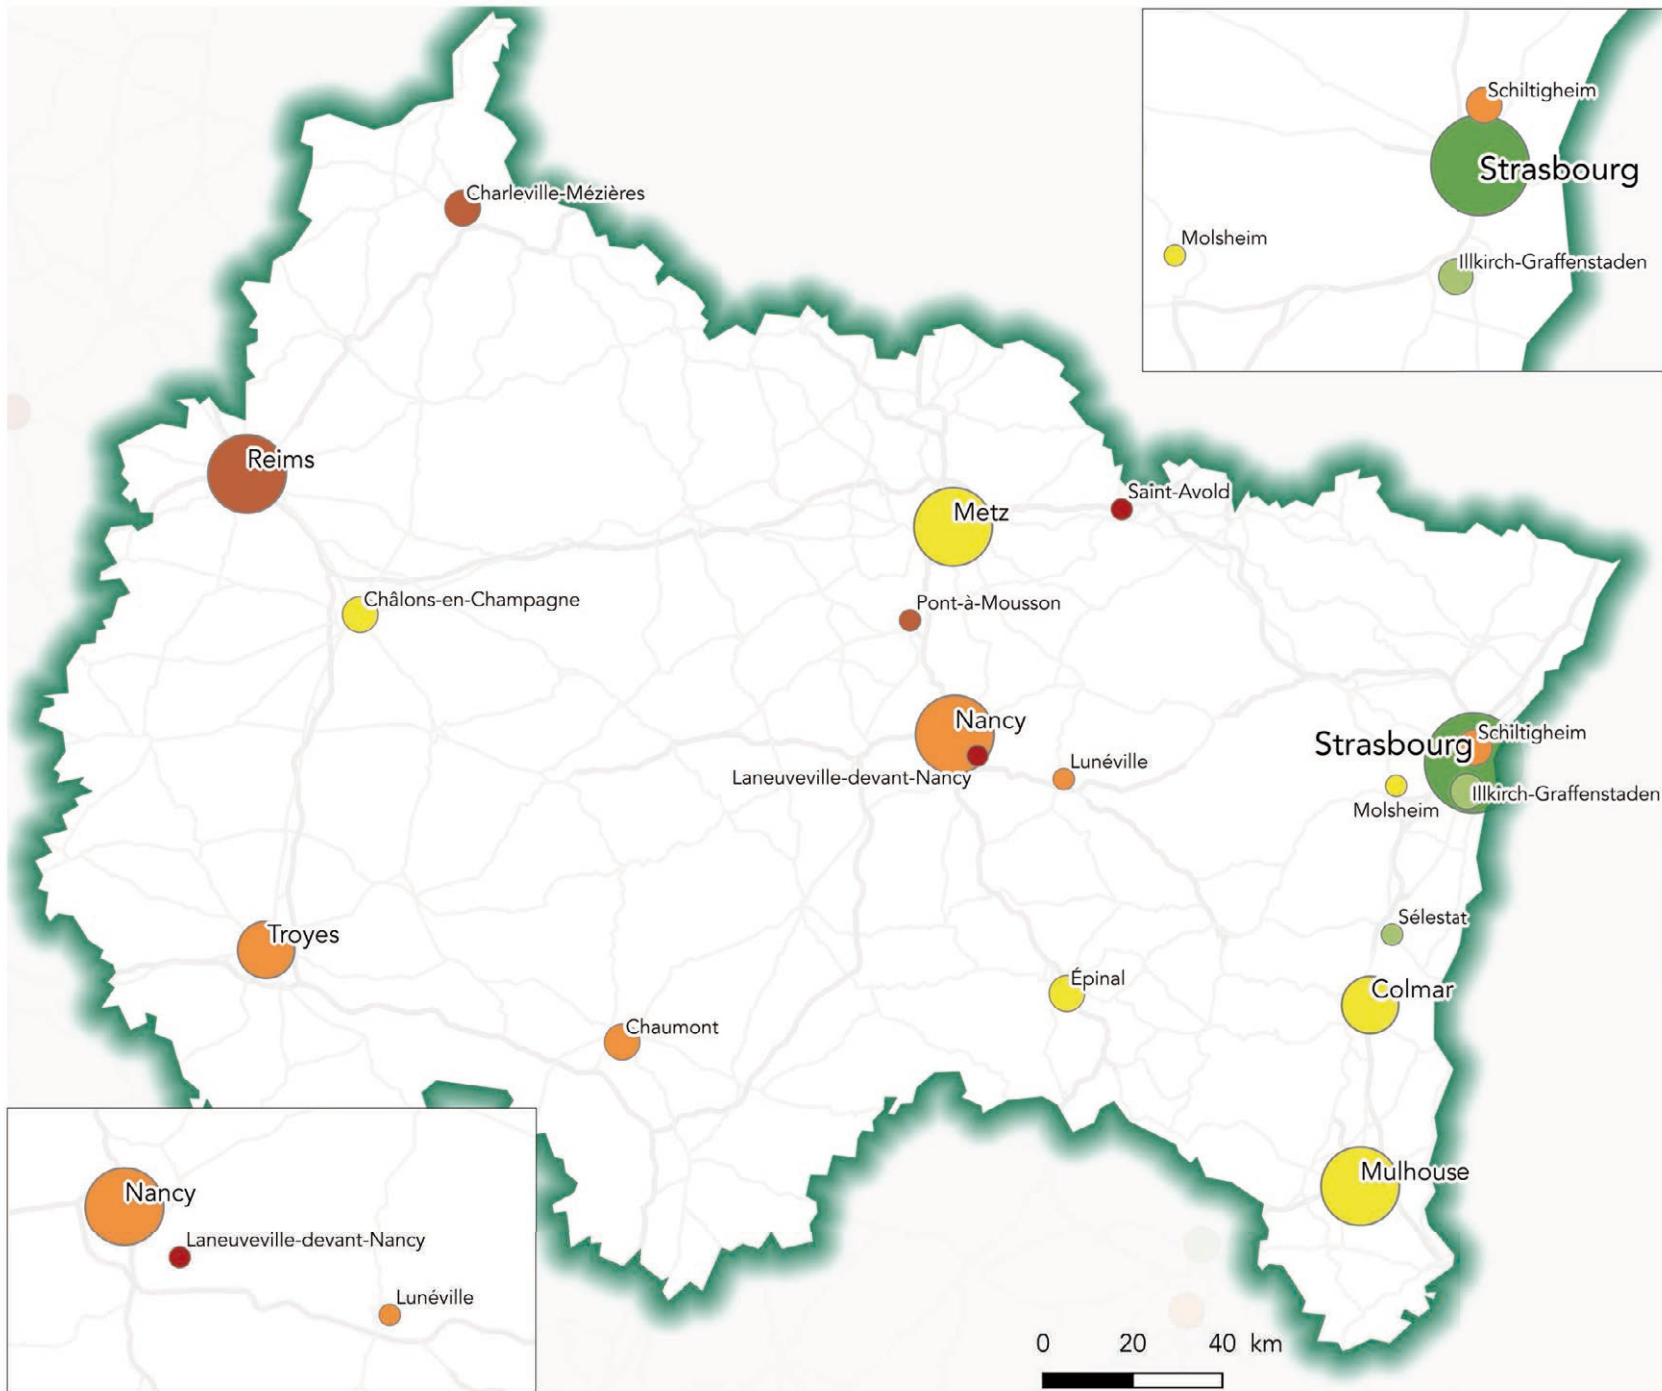 Schiltigheim
Strasbourg
Molsheim
Illkirch-Graffenstaden
Charleville-Mézières
Reims
Saint-Avold
Metz
Châlons-en-Champagne
Pont-à-Mousson
Nancy
Schiltigheim
Strasbourg
Laneuveville-devant-Nancy
Lunéville
Illkirch-Graffenstaden
Molsheim
Sélestat
Troyes
Épinal
Colmar
Chaumont
Mulhouse
Nancy
Laneuveville-devant-Nancy
Lunéville
0 20 40 km